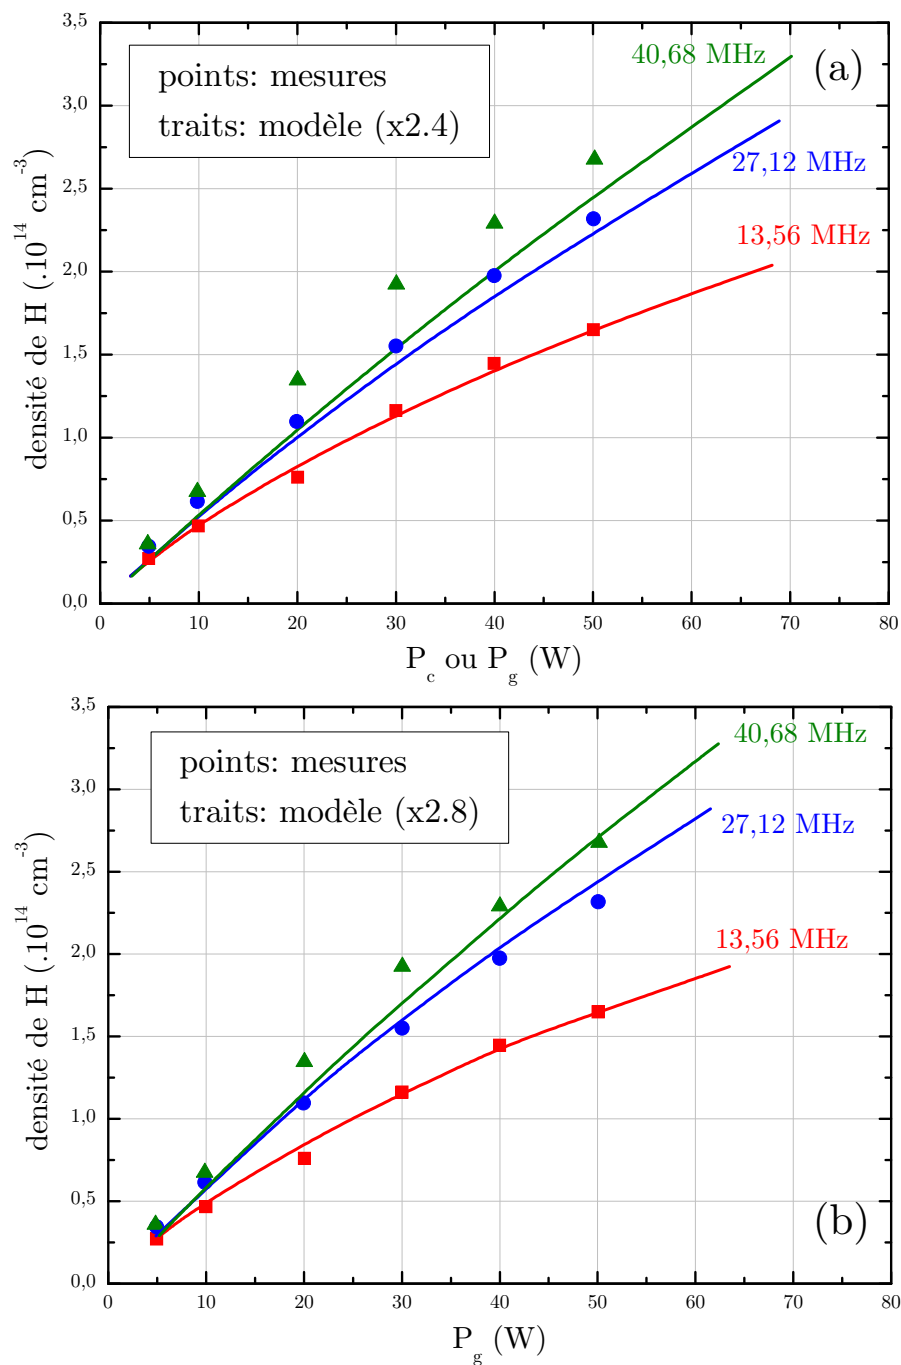 3,5
3,0
2,5
2,0
1,5
1,0
0,5
0,0
densité de H (.10^14 cm^-3)
points: mesures
traits: modèle (x2.4)
40,68 MHz
(a)
27,12 MHz
13,56 MHz
0 10 20 30 40 50 60 70 80
P_c ou P_g (W)
3,5
3,0
2,5
2,0
1,5
1,0
0,5
0,0
densité de H (.10^14 cm^-3)
points: mesures
traits: modèle (x2.8)
40,68 MHz
27,12 MHz
13,56 MHz
(b)
0 10 20 30 40 50 60 70 80
P_g (W)